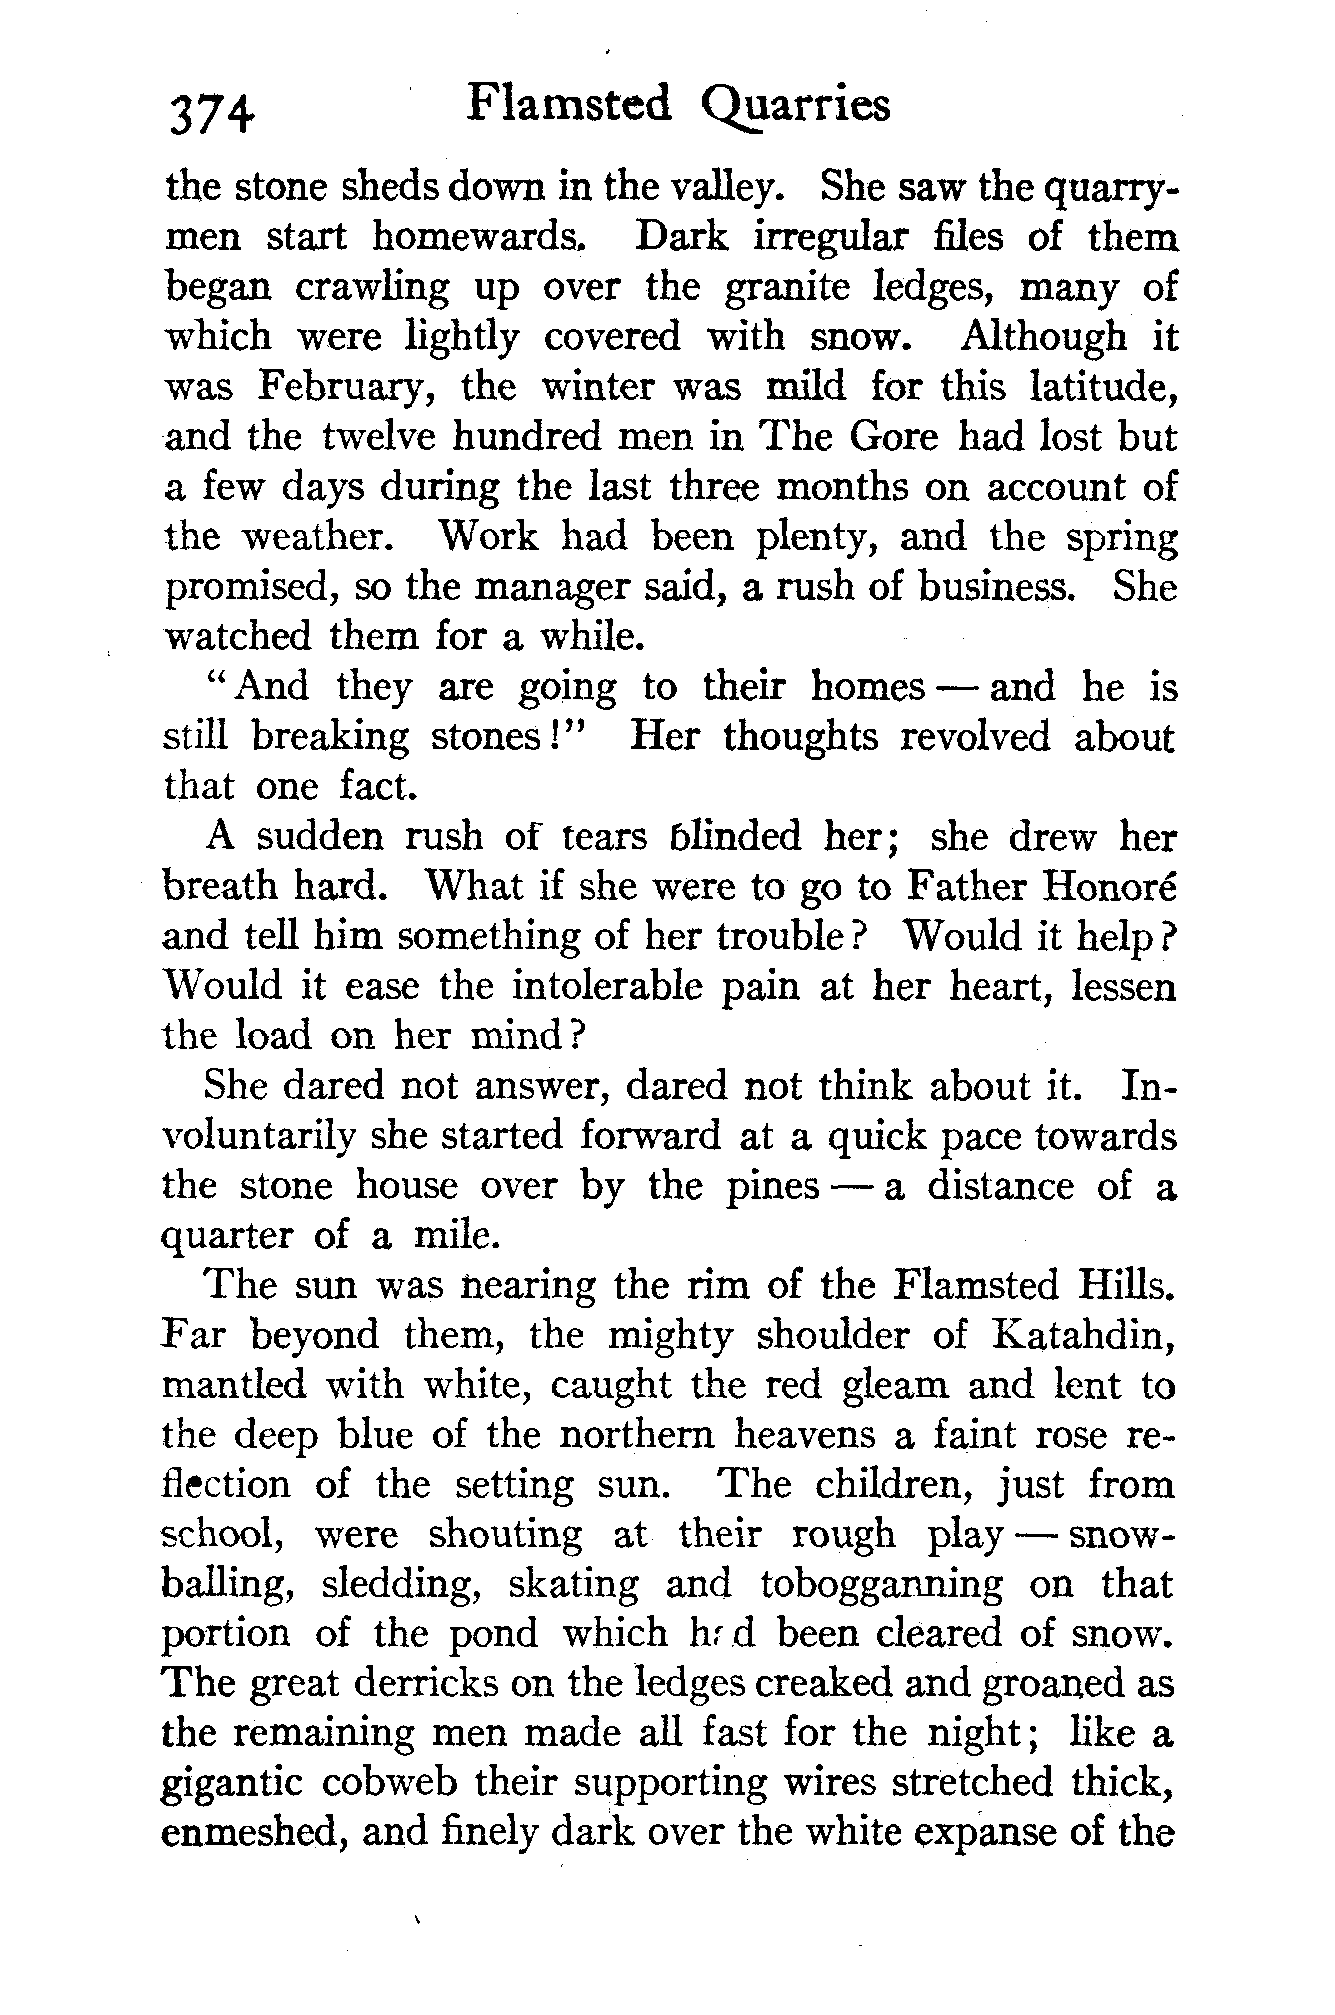 374 Flamsted Quarries
the stone sheds down in the valley. She saw the quarry-
men start homewards. Dark irregular files of them
began crawling up over the granite ledges, many of
which were lightly covered with snow. Although it
was February, the winter was mild for this latitude,
and the twelve hundred men in The Gore had lost but
a few days during the last three months on account of
the weather. Work had been plenty, and the spring
promised, so the manager said, a rush of business. She
watched them for a while.
"And they are going to their homes — and he is
still breaking stones!" Her thoughts revolved about
that one fact.
A sudden rush of tears blinded her; she drew her
breath hard. What if she were to go to Father Honoré
and tell him something of her trouble? Would it help?
Would it ease the intolerable pain at her heart, lessen
the load on her mind?
She dared not answer, dared not think about it. In-
voluntarily she started forward at a quick pace towards
the stone house over by the pines — a distance of a
quarter of a mile.
The sun was nearing the rim of the Flamsted Hills.
Far beyond them, the mighty shoulder of Katahdin,
mantled with white, caught the red gleam and lent to
the deep blue of the northern heavens a faint rose re-
flection of the setting sun. The children, just from
school, were shouting at their rough play — snow-
balling, sledding, skating and tobogganning on that
portion of the pond which had been cleared of snow.
The great derricks on the ledges creaked and groaned as
the remaining men made all fast for the night; like a
gigantic cobweb their supporting wires stretched thick,
enmeshed, and finely dark over the white expanse of the